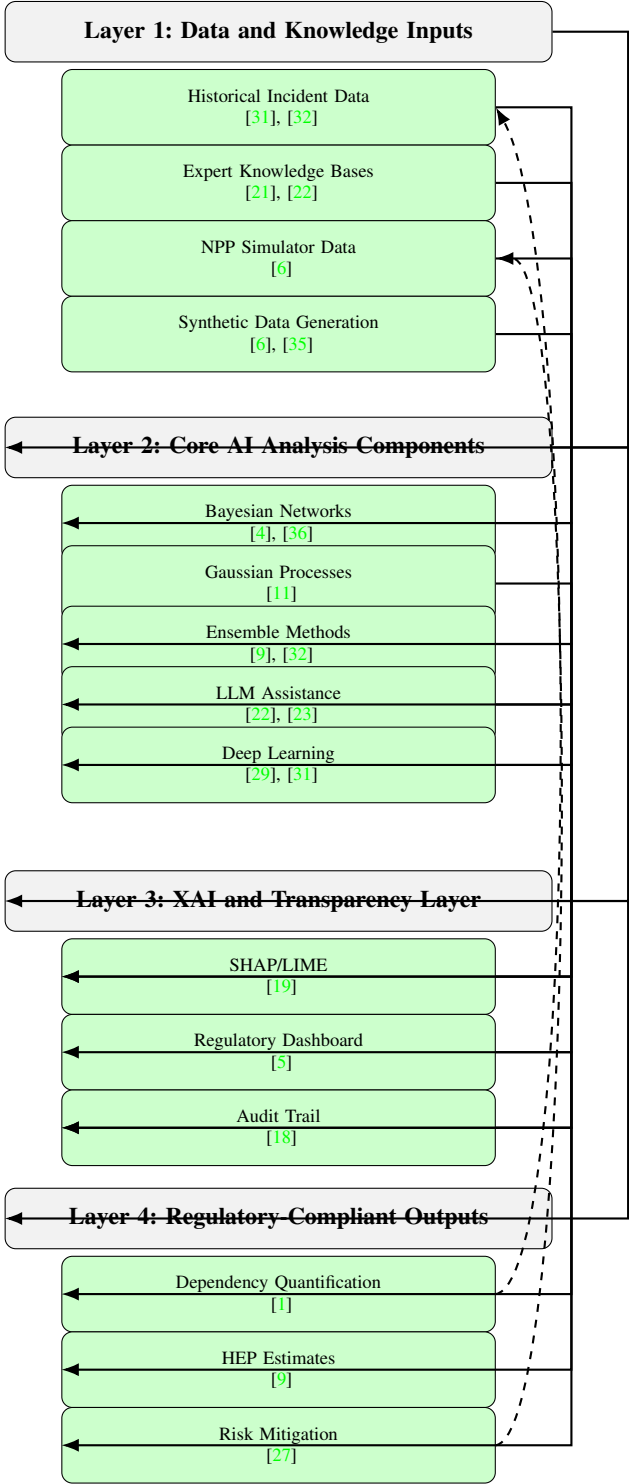 Layer 1: Data and Knowledge Inputs
Historical Incident Data
[31], [32]
Expert Knowledge Bases
[21], [22]
NPP Simulator Data
[6]
Synthetic Data Generation
[6], [35]
Layer 2: Core AI Analysis Components
Bayesian Networks
[4], [36]
Gaussian Processes
[11]
Ensemble Methods
[9], [32]
LLM Assistance
[22], [23]
Deep Learning
[29], [31]
Layer 3: XAI and Transparency Layer
SHAP/LIME
[19]
Regulatory Dashboard
[5]
Audit Trail
[18]
Layer 4: Regulatory-Compliant Outputs
Dependency Quantification
[1]
HEP Estimates
[9]
Risk Mitigation
[27]